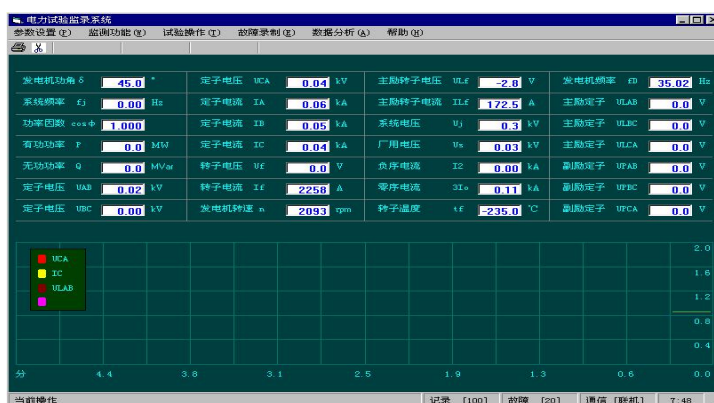 电力试验监录系统
参数设置(P) 监测功能(Y) 试验操作(T) 故障录制(E) 数据分析(A) 帮助(H)
发电机功角 δ 45.0 ° 定子电压 UCA 0.04 kV 主励转子电压 ULf -2.8 V 发电机频率 fD 35.02 Hz
系统频率 fj 0.00 Hz 定子电流 IA 0.06 kA 主励转子电流 ILf 172.5 A 主励定子 ULAB 0.0 V
功率因数 cosΦ 1.000 定子电流 IB 0.05 kA 系统电压 Uj 0.3 kV 主励定子 ULBC 0.0 V
有功功率 P 0.0 MW 定子电流 IC 0.04 kA 厂用电压 Us 0.03 kV 主励定子 ULCA 0.0 V
无功功率 Q 0.0 MVar 转子电压 Uf 0.0 V 负序电流 I2 0.00 kA 副励定子 UPAB 0.0 V
定子电压 UAB 0.02 kV 转子电流 If 2258 A 零序电流 3Io 0.11 kA 副励定子 UPBC 0.0 V
定子电压 UBC 0.00 kV 发电机转速 n 2093 rpm 转子温度 tf -235.0 ℃ 副励定子 UPCA 0.0 V
UCA
IC
ULAB
2.0
1.6
1.2
0.8
0.4
分 4.4 3.8 3.1 2.5 1.9 1.3 0.6 0.0
当前操作 记录 [100] 故障 [20] 通信 [联机] 7:48